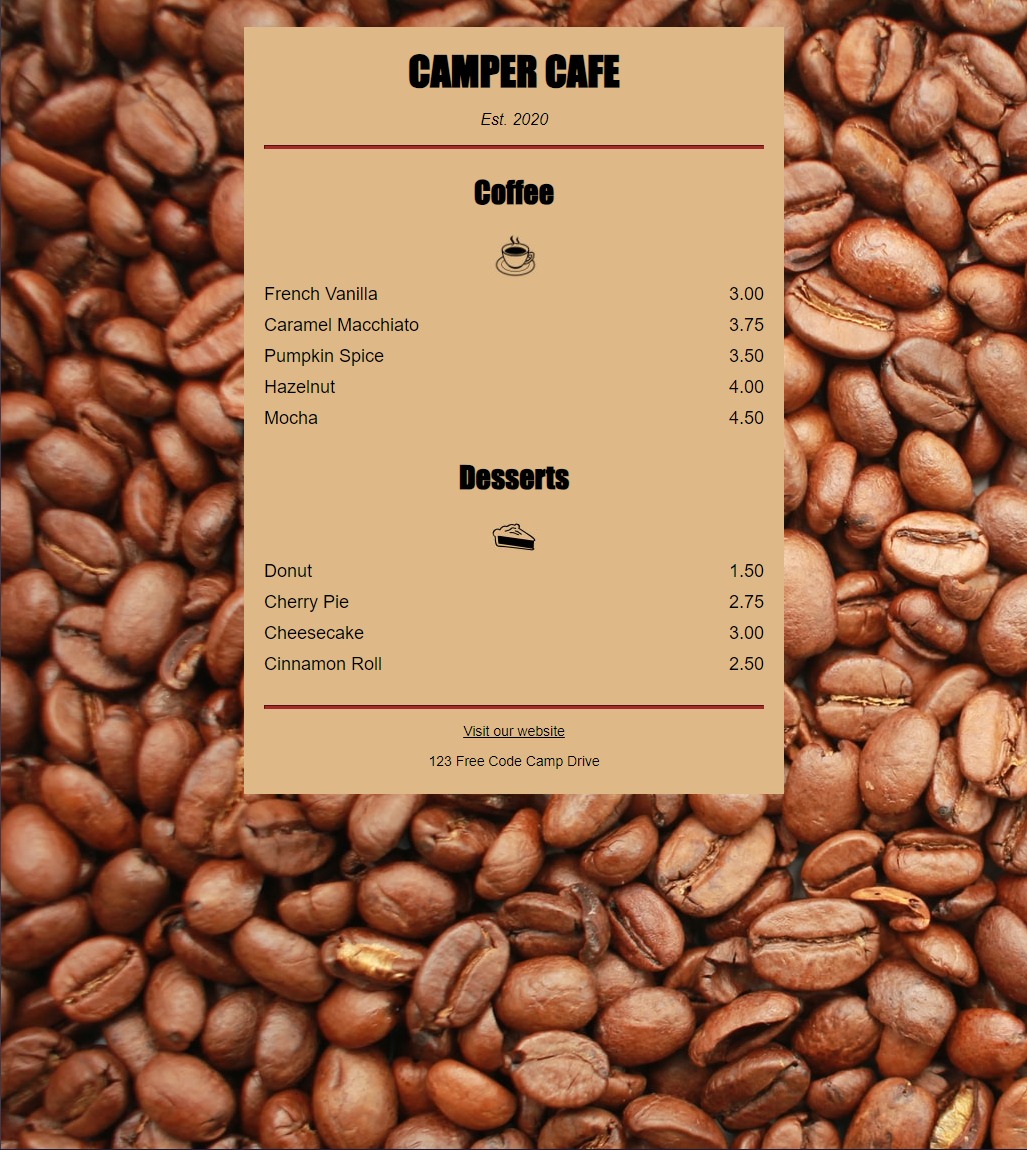 CAMPER CAFE
Est. 2020
Coffee
French Vanilla 3.00
Caramel Macchiato 3.75
Pumpkin Spice 3.50
Hazelnut 4.00
Mocha 4.50
Desserts
Donut 1.50
Cherry Pie 2.75
Cheesecake 3.00
Cinnamon Roll 2.50
Visit our website
123 Free Code Camp Drive